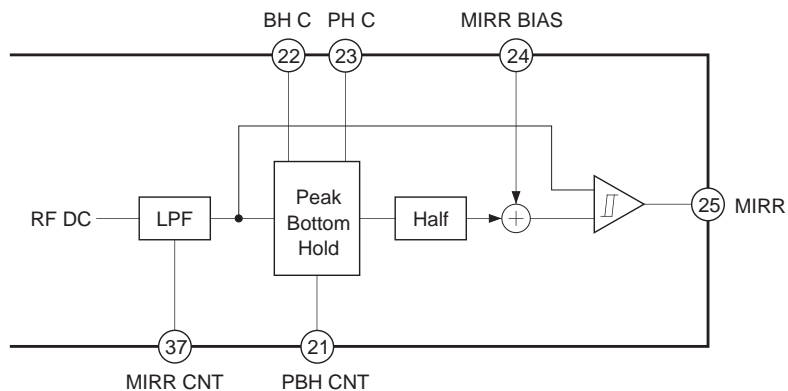 BH C PH C MIRR BIAS
22 23 24
RF DC LPF Peak Bottom Hold Half + 25 MIRR
37 21
MIRR CNT PBH CNT